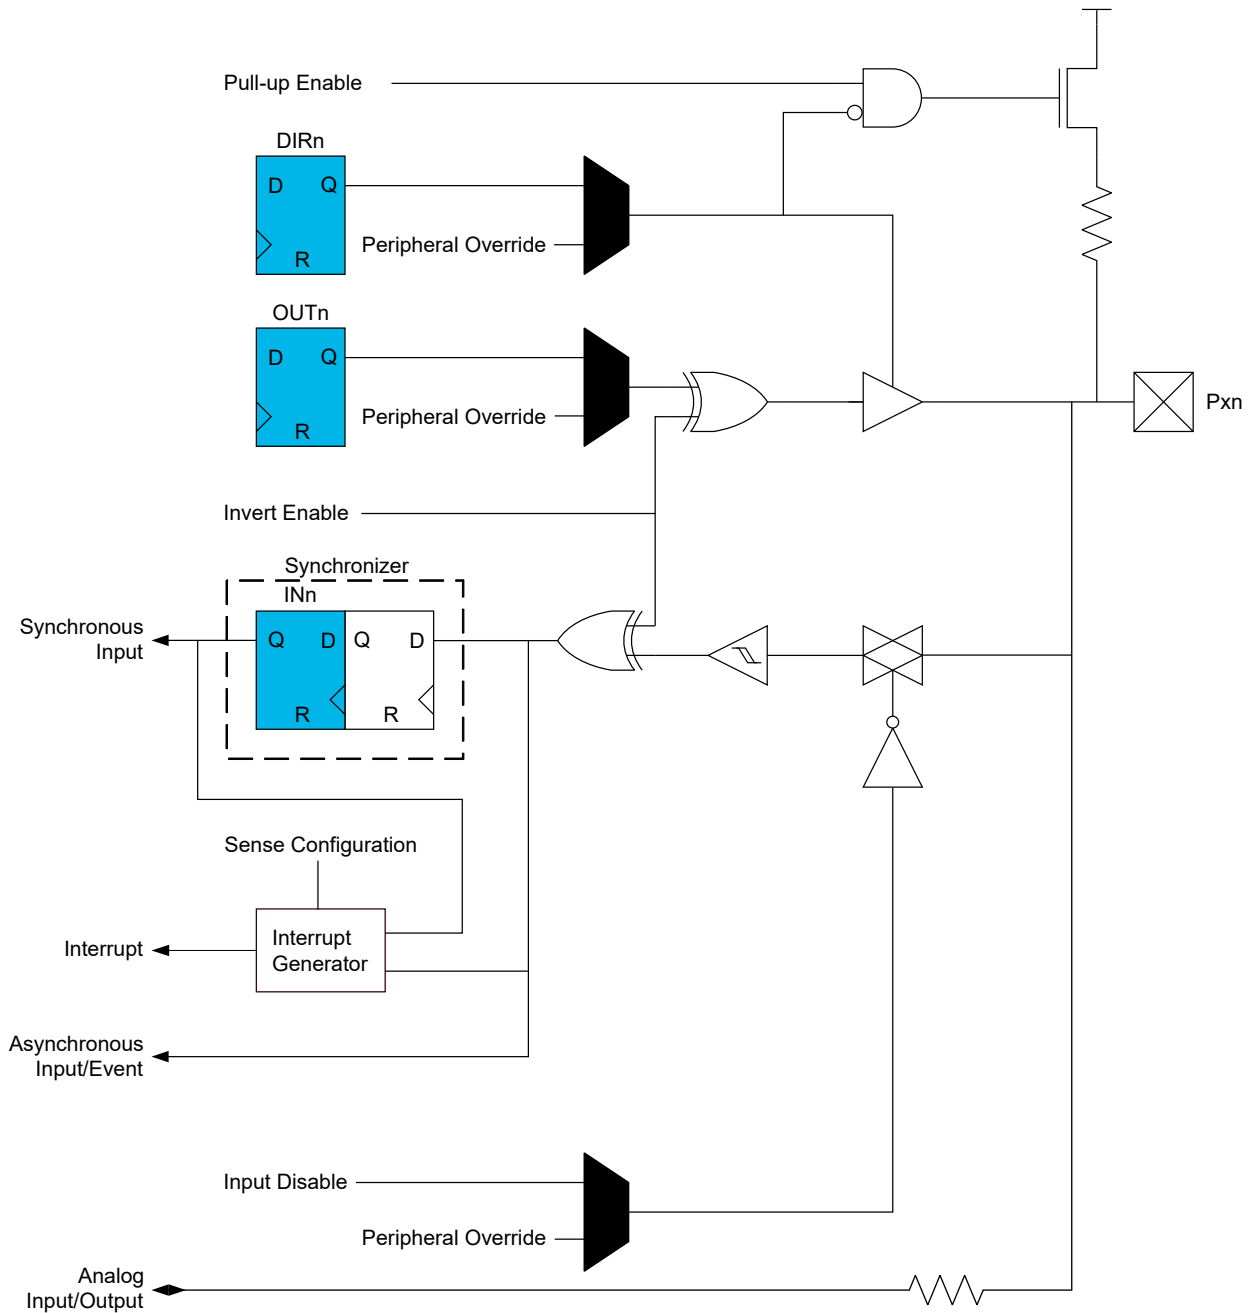 Pull-up Enable
DIRn
D Q
Peripheral Override
R
OUTn
D Q
Peripheral Override
R
Pxn
Invert Enable
Synchronizer
INn
Synchronous
Input
Q D Q D
R R
Sense Configuration
Interrupt
Interrupt
Generator
Asynchronous
Input/Event
Input Disable
Peripheral Override
Analog
Input/Output